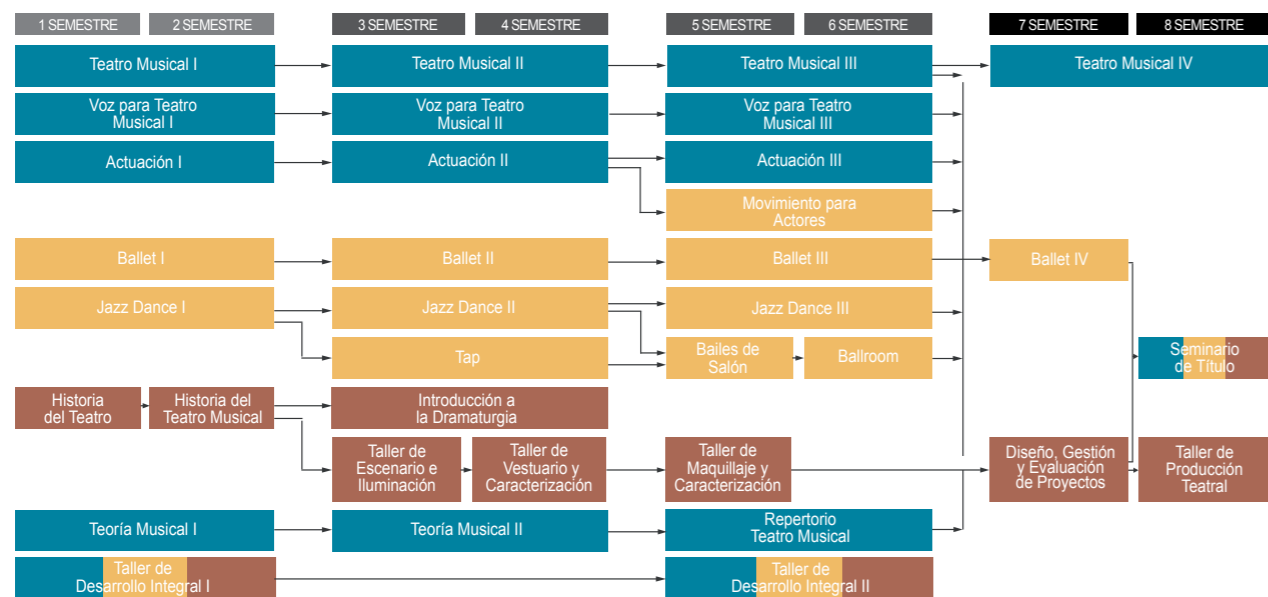 1 SEMESTRE
2 SEMESTRE
3 SEMESTRE
4 SEMESTRE
5 SEMESTRE
6 SEMESTRE
7 SEMESTRE
8 SEMESTRE
Teatro Musical I
Teatro Musical II
Teatro Musical III
Teatro Musical IV
Voz para Teatro
Musical I
Voz para Teatro
Musical II
Voz para Teatro
Musical III
Actuación I
Actuación II
Actuación III
Movimiento para
Actores
Ballet I
Ballet II
Ballet III
Ballet IV
Jazz Dance I
Jazz Dance II
Jazz Dance III
Tap
Bailes de
Salón
Ballroom
Seminario
de Título
Historia
del Teatro
Historia del
Teatro Musical
Introducción a
la Dramaturgia
Taller de
Escenario e
Iluminación
Taller de
Vestuario y
Caracterización
Taller de
Maquillaje y
Caracterización
Diseño, Gestión
y Evaluación
de Proyectos
Taller de
Producción
Teatral
Teoría Musical I
Teoría Musical II
Repertorio
Teatro Musical
Taller de
Desarrollo Integral I
Taller de
Desarrollo Integral II